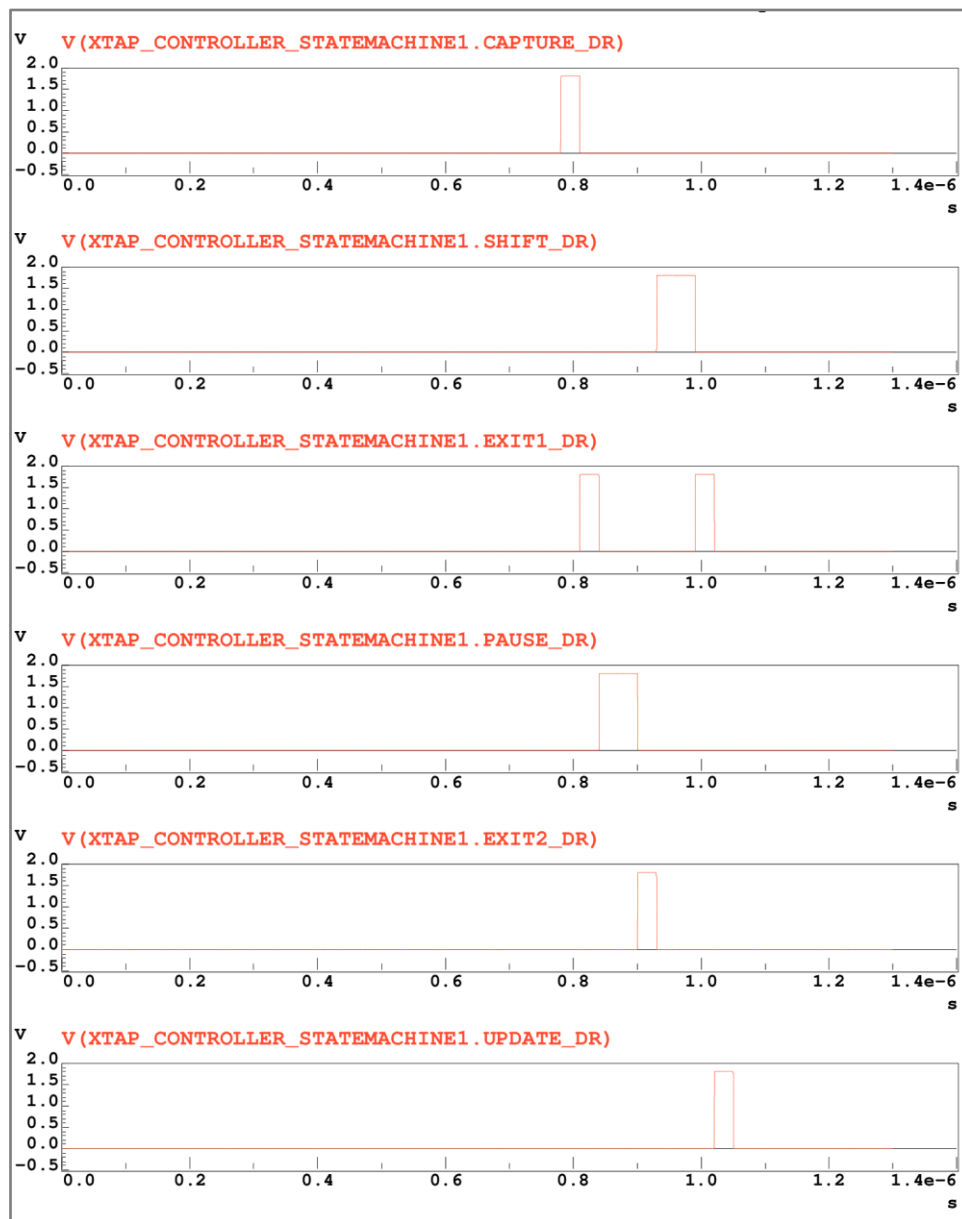 V V(XTAP_CONTROLLER_STATEMACHINE1.CAPTURE_DR)
2.0
1.5
1.0
0.5
0.0
-0.5
0.0 0.2 0.4 0.6 0.8 1.0 1.2 1.4e-6
s
V V(XTAP_CONTROLLER_STATEMACHINE1.SHIFT_DR)
2.0
1.5
1.0
0.5
0.0
-0.5
0.0 0.2 0.4 0.6 0.8 1.0 1.2 1.4e-6
s
V V(XTAP_CONTROLLER_STATEMACHINE1.EXIT1_DR)
2.0
1.5
1.0
0.5
0.0
-0.5
0.0 0.2 0.4 0.6 0.8 1.0 1.2 1.4e-6
s
V V(XTAP_CONTROLLER_STATEMACHINE1.PAUSE_DR)
2.0
1.5
1.0
0.5
0.0
-0.5
0.0 0.2 0.4 0.6 0.8 1.0 1.2 1.4e-6
s
V V(XTAP_CONTROLLER_STATEMACHINE1.EXIT2_DR)
2.0
1.5
1.0
0.5
0.0
-0.5
0.0 0.2 0.4 0.6 0.8 1.0 1.2 1.4e-6
s
V V(XTAP_CONTROLLER_STATEMACHINE1.UPDATE_DR)
2.0
1.5
1.0
0.5
0.0
-0.5
0.0 0.2 0.4 0.6 0.8 1.0 1.2 1.4e-6
s